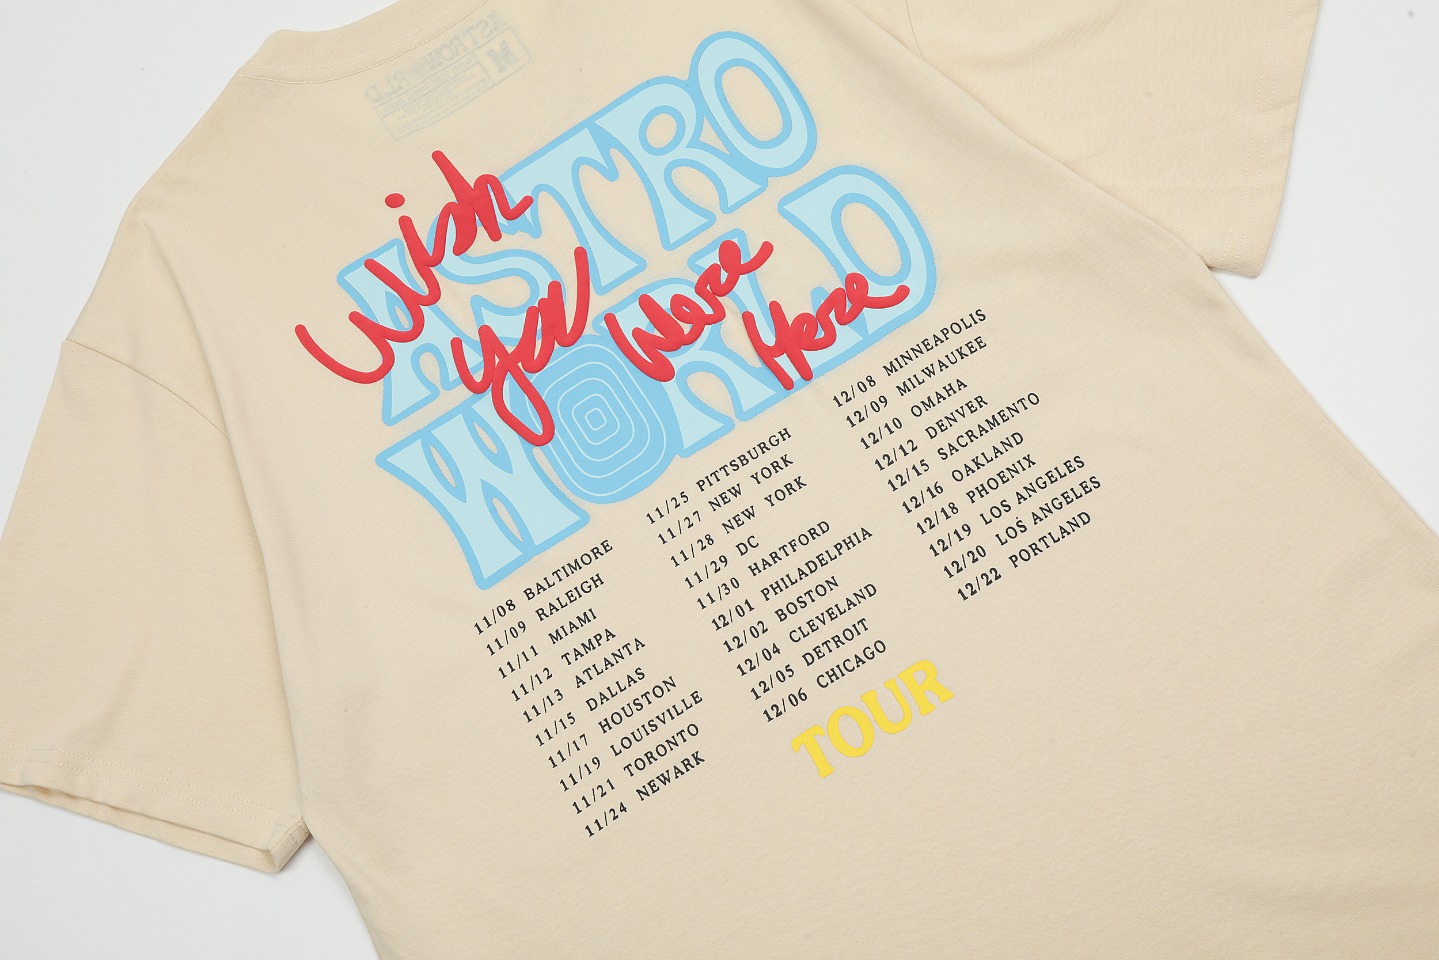 ASTRO
WORLD
Wish
ya
Were
Here
11/08 BALTIMORE
11/09 RALEIGH
11/11 MIAMI
11/12 TAMPA
11/13 ATLANTA
11/15 DALLAS
11/17 HOUSTON
11/19 LOUISVILLE
11/21 TORONTO
11/24 NEWARK
11/25 PITTSBURGH
11/27 NEW YORK
11/28 NEW YORK
11/29 DC
11/30 HARTFORD
12/01 PHILADELPHIA
12/02 BOSTON
12/04 CLEVELAND
12/05 DETROIT
12/06 CHICAGO
12/08 MINNEAPOLIS
12/09 MILWAUKEE
12/10 OMAHA
12/12 DENVER
12/15 SACRAMENTO
12/16 OAKLAND
12/18 PHOENIX
12/19 LOS ANGELES
12/20 LOS ANGELES
12/22 PORTLAND
TOUR
ASTROWORLD
M